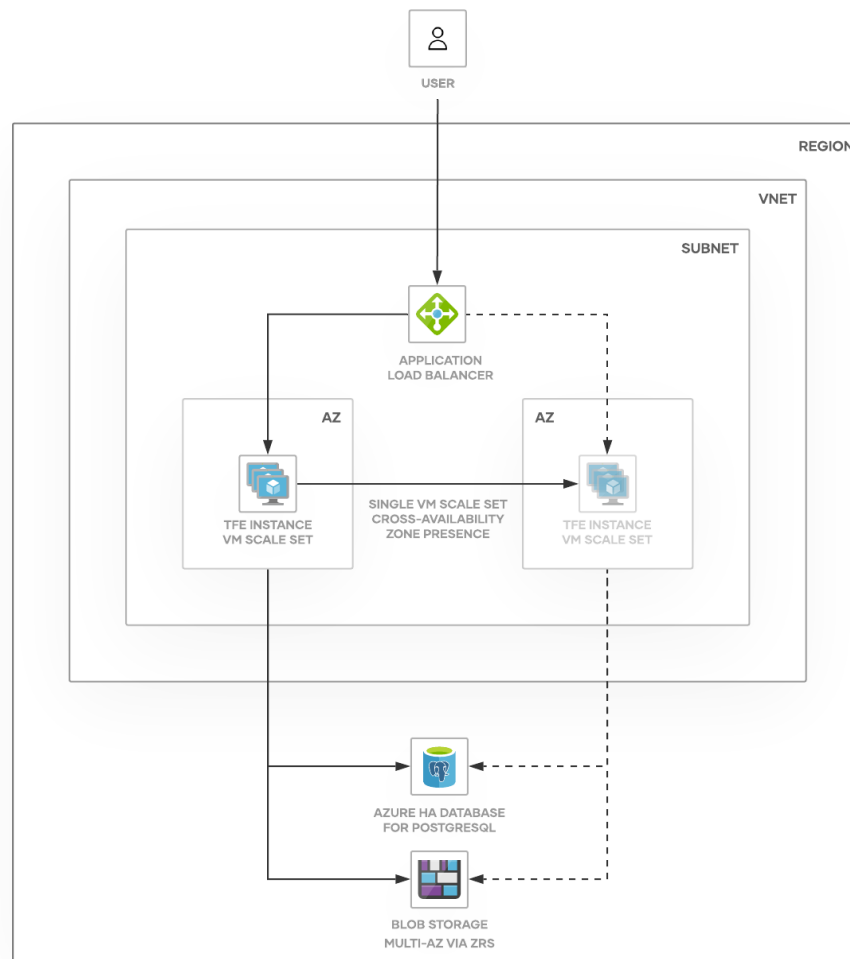 USER
REGION
VNET
SUBNET
APPLICATION
LOAD BALANCER
AZ
AZ
TFE INSTANCE
VM SCALE SET
SINGLE VM SCALE SET
CROSS-AVAILABILITY
ZONE PRESENCE
TFE INSTANCE
VM SCALE SET
AZURE HA DATABASE
FOR POSTGRESQL
BLOB STORAGE
MULTI-AZ VIA ZRS